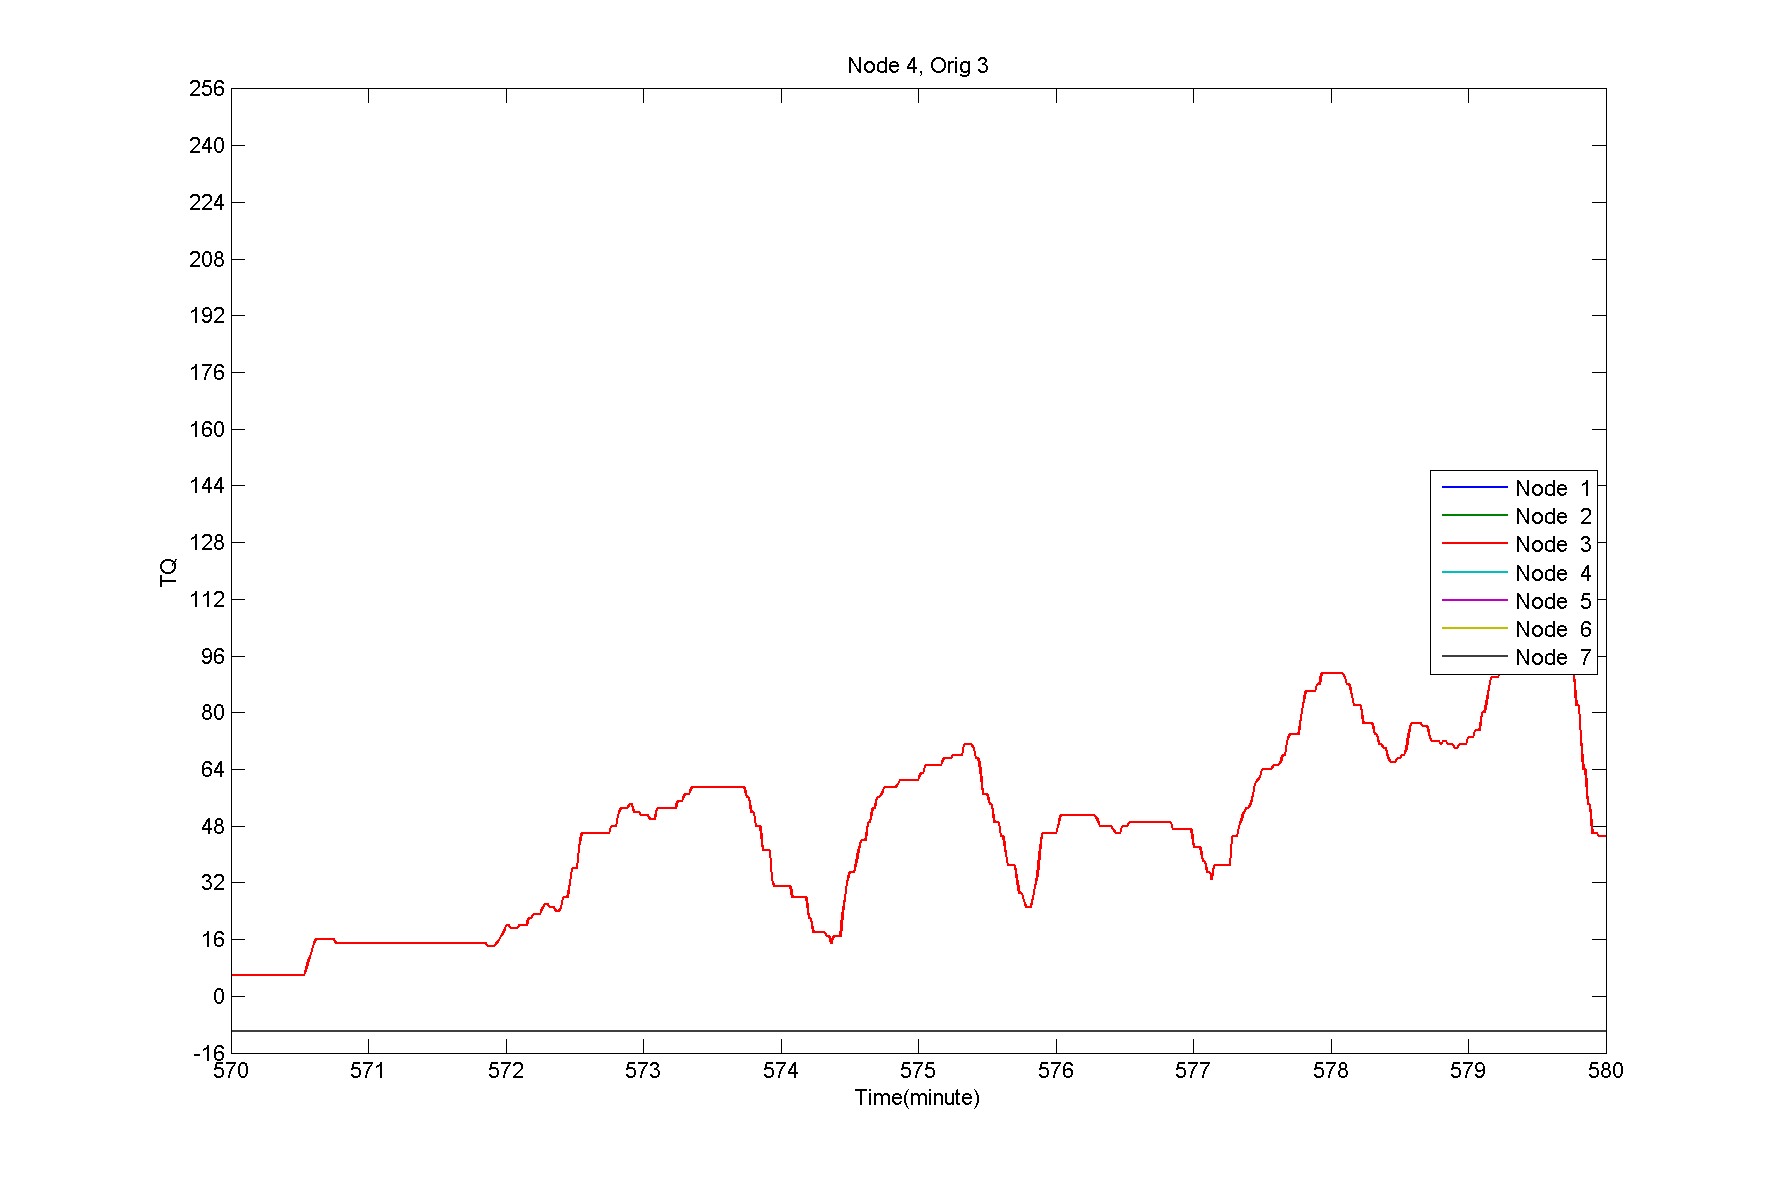 Node 4, Orig 3
256
240
224
208
192
176
160
144
128
112
96
80
64
48
32
16
0
-16
TQ
Node 1
Node 2
Node 3
Node 4
Node 5
Node 6
Node 7
570 571 572 573 574 575 576 577 578 579 580
Time(minute)